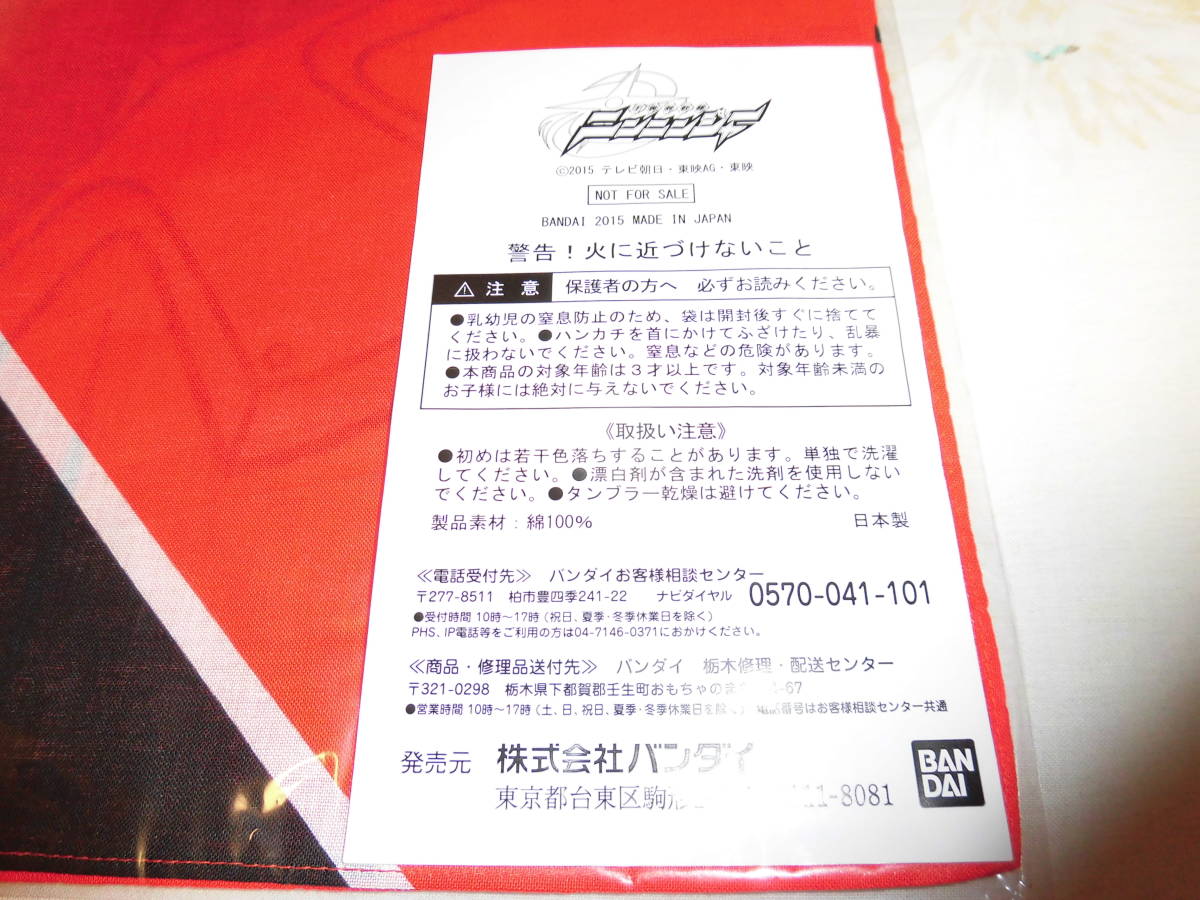 手裏剣戦隊
ニンニンジャー
©2015 テレビ朝日・東映AG・東映
NOT FOR SALE
BANDAI 2015 MADE IN JAPAN
警告！火に近づけないこと
注 意 保護者の方へ 必ずお読みください。
●乳幼児の窒息防止のため、袋は開封後すぐに捨てて
ください。●ハンカチを首にかけてふざけたり、乱暴
に扱わないでください。窒息などの危険があります。
●本商品の対象年齢は３才以上です。対象年齢未満の
お子様には絶対に与えないでください。
《取扱い注意》
●初めは若干色落ちすることがあります。単独で洗濯
してください。●漂白剤が含まれた洗剤を使用しない
でください。●タンブラー乾燥は避けてください。
製品素材：綿100% 日本製
≪電話受付先≫ バンダイお客様相談センター
〒277-8511 柏市豊四季241-22 ナビダイヤル 0570-041-101
●受付時間 10時～17時（祝日、夏季・冬季休業日を除く）
PHS、IP電話等をご利用の方は04-7146-0371におかけください。
≪商品・修理品送付先≫ バンダイ 栃木修理・配送センター
〒321-0298 栃木県下都賀郡壬生町おもちゃの -67
●営業時間 10時～17時（土、日、祝日、夏季・冬季休業日を除く） 電話番号はお客様相談センター共通
発売元 株式会社バンダイ
東京都台東区駒形 11-8081
BAN
DAI